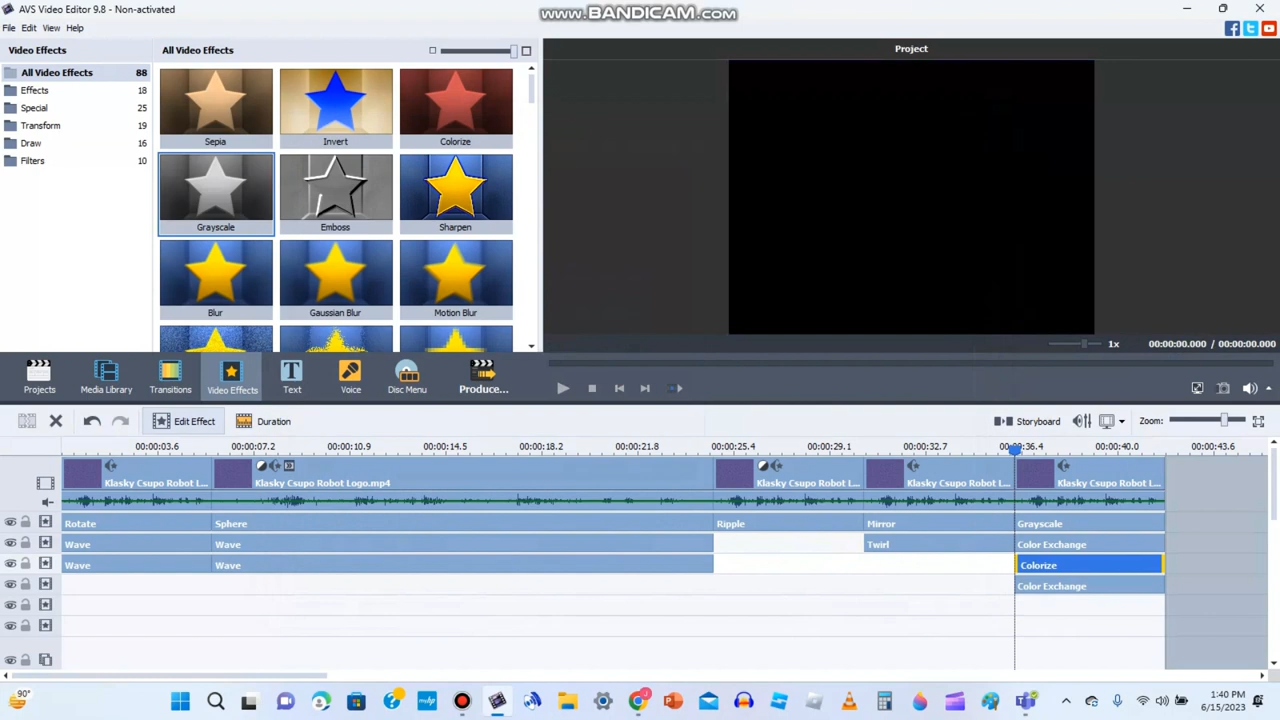 AVS Video Editor 9.8 - Non-activated
www.BANDICAM.com
File Edit View Help
Video Effects
All Video Effects
Project
All Video Effects 88
Effects 18
Special 25
Transform 19
Draw 16
Filters 10
Sepia
Invert
Colorize
Grayscale
Emboss
Sharpen
Blur
Gaussian Blur
Motion Blur
1x
00:00:00.000 / 00:00:00.000
Projects
Media Library
Transitions
Video Effects
Text
Voice
Disc Menu
Produce...
Edit Effect
Duration
Storyboard
Zoom:
00:00:03.6 00:00:07.2 00:00:10.9 00:00:14.5 00:00:18.2 00:00:21.8 00:00:25.4 00:00:29.1 00:00:32.7 00:00:36.4 00:00:40.0 00:00:43.6
Klasky Csupo Robot L... Klasky Csupo Robot Logo.mp4 Klasky Csupo Robot L... Klasky Csupo Robot L... Klasky Csupo Robot L...
Rotate Sphere Ripple Mirror Grayscale
Wave Wave Twirl Color Exchange
Wave Wave Colorize
Color Exchange
90°
1:40 PM
6/15/2023